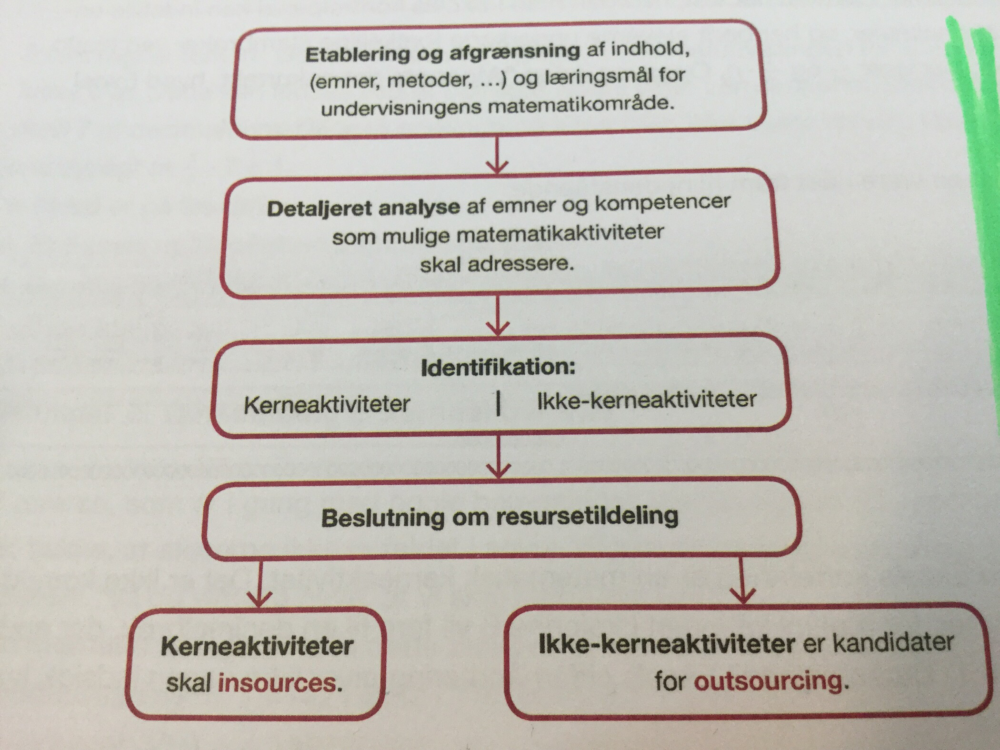 Etablering og afgrænsning af indhold,
(emner, metoder, ...) og læringsmål for
undervisningens matematikområde.
Detaljeret analyse af emner og kompetencer
som mulige matematikaktiviteter
skal adressere.
Identifikation:
Kerneaktiviteter | Ikke-kerneaktiviteter
Beslutning om resursetildeling
Kerneaktiviteter
skal insources.
Ikke-kerneaktiviteter er kandidater
for outsourcing.